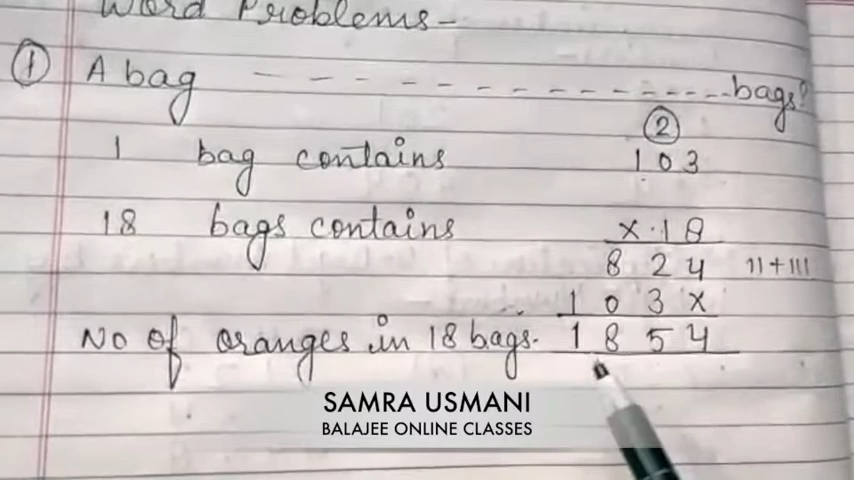 Word Problems-
① A bag - - - - - - - - - - - - - - bags?
②
1 bag contains 103
18 bags contains × 18
824 11+111
103×
No of oranges in 18 bags. 1854
SAMRA USMANI
BALAJEE ONLINE CLASSES